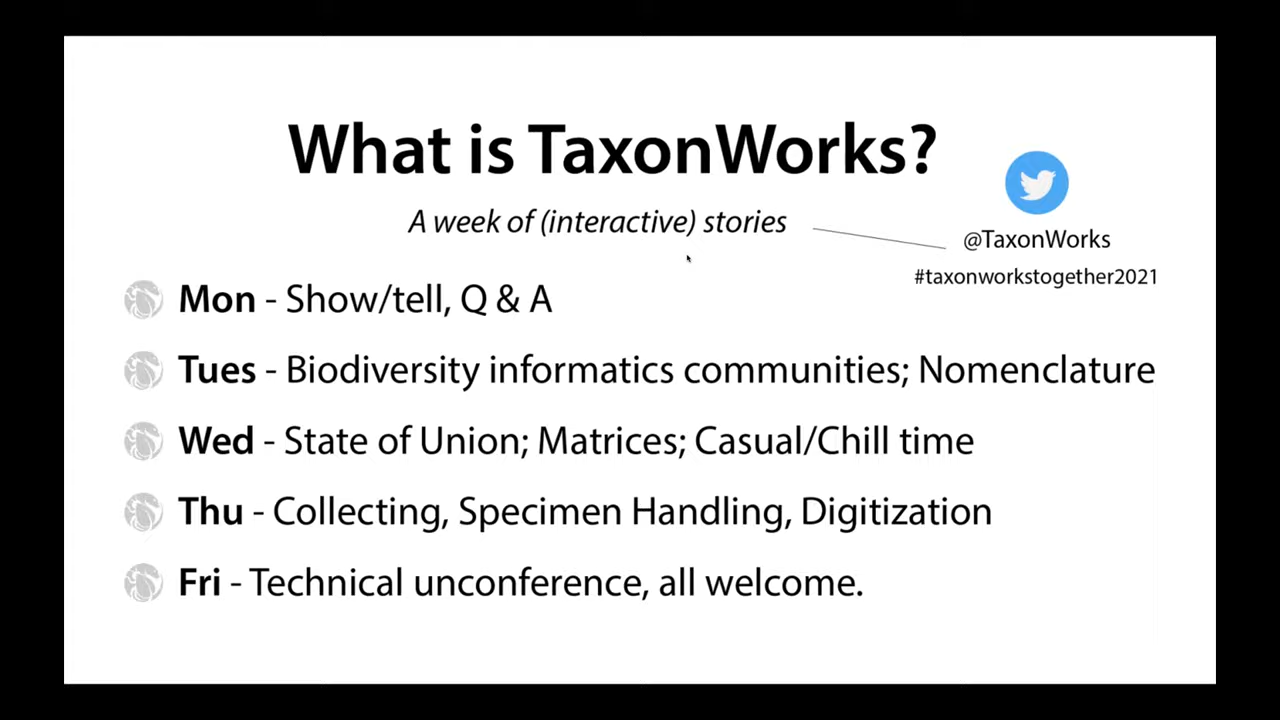 What is TaxonWorks?
A week of (interactive) stories
@TaxonWorks
#taxonworkstogether2021
Mon - Show/tell, Q & A
Tues - Biodiversity informatics communities; Nomenclature
Wed - State of Union; Matrices; Casual/Chill time
Thu - Collecting, Specimen Handling, Digitization
Fri - Technical unconference, all welcome.